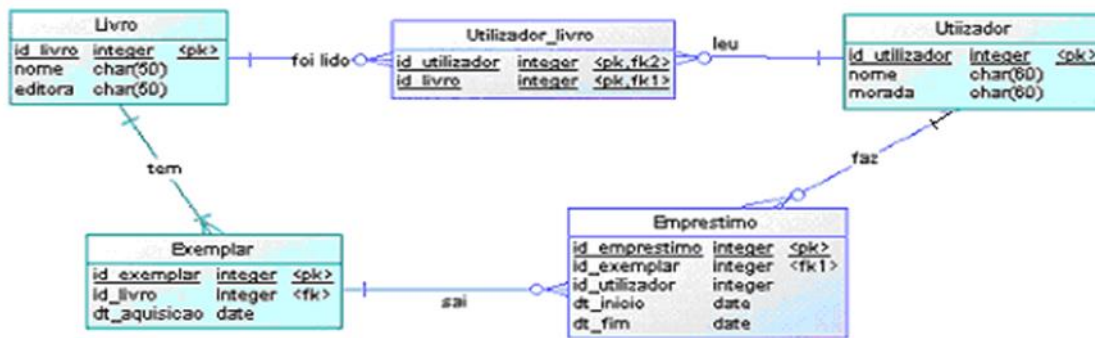 Livro
id_livro integer <pk>
nome char(50)
editora char(50)
foi lido
Utilizador_livro
id_utilizador integer <pk,fk2>
id_livro integer <pk,fk1>
leu
Utiizador
id_utilizador integer <pk>
nome char(60)
morada char(60)
tem
faz
Exemplar
id_exemplar integer <pk>
id_livro integer <fk>
dt_aquisicao date
sai
Emprestimo
id_emprestimo integer <pk>
id_exemplar integer <fk1>
id_utilizador integer
dt_inicio date
dt_fim date